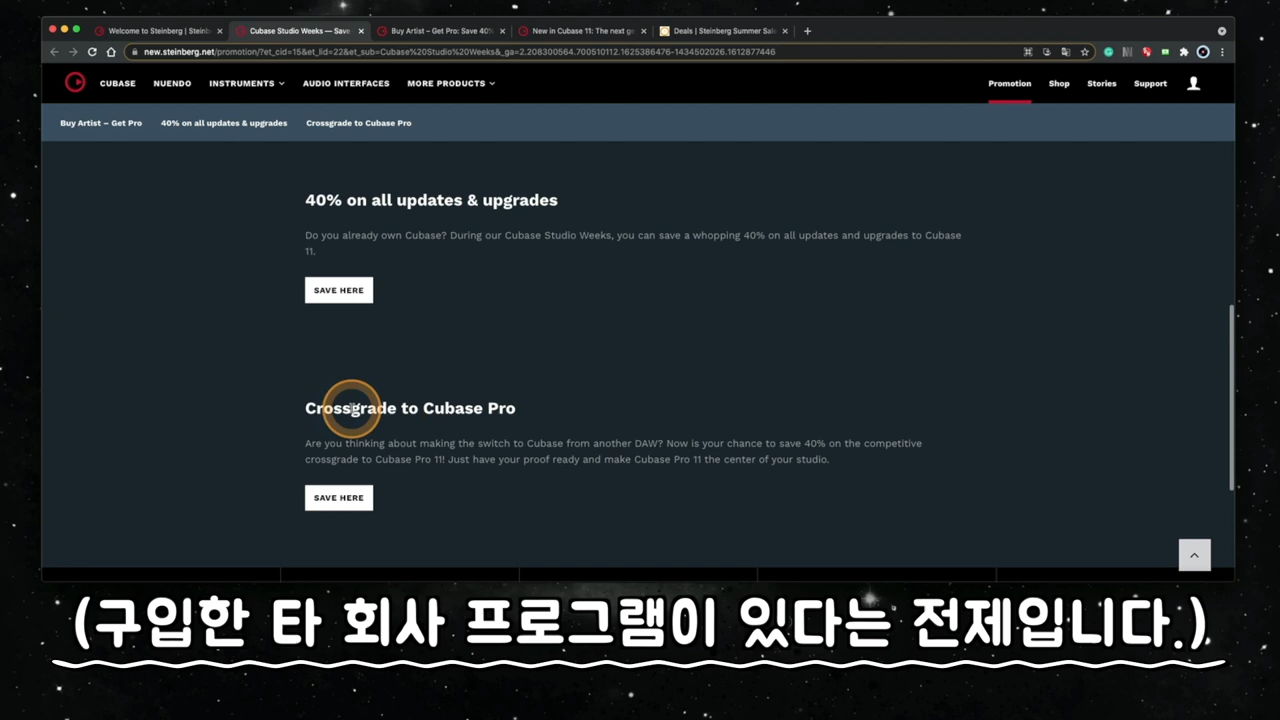 Welcome to Steinberg | Steinb
Cubase Studio Weeks — Save
Buy Artist – Get Pro: Save 40%
New in Cubase 11: The next ge
Deals | Steinberg Summer Sale
new.steinberg.net/promotion/?et_cid=15&et_lid=22&et_sub=Cubase%20Studio%20Weeks&_ga=2.208300564.700510112.1625386476-1434502026.1612877446
CUBASE NUENDO INSTRUMENTS AUDIO INTERFACES MORE PRODUCTS Promotion Shop Stories Support
Buy Artist – Get Pro 40% on all updates & upgrades Crossgrade to Cubase Pro
40% on all updates & upgrades
Do you already own Cubase? During our Cubase Studio Weeks, you can save a whopping 40% on all updates and upgrades to Cubase
11.
SAVE HERE
Crossgrade to Cubase Pro
Are you thinking about making the switch to Cubase from another DAW? Now is your chance to save 40% on the competitive
crossgrade to Cubase Pro 11! Just have your proof ready and make Cubase Pro 11 the center of your studio.
SAVE HERE
(구입한 타 회사 프로그램이 있다는 전제입니다.)